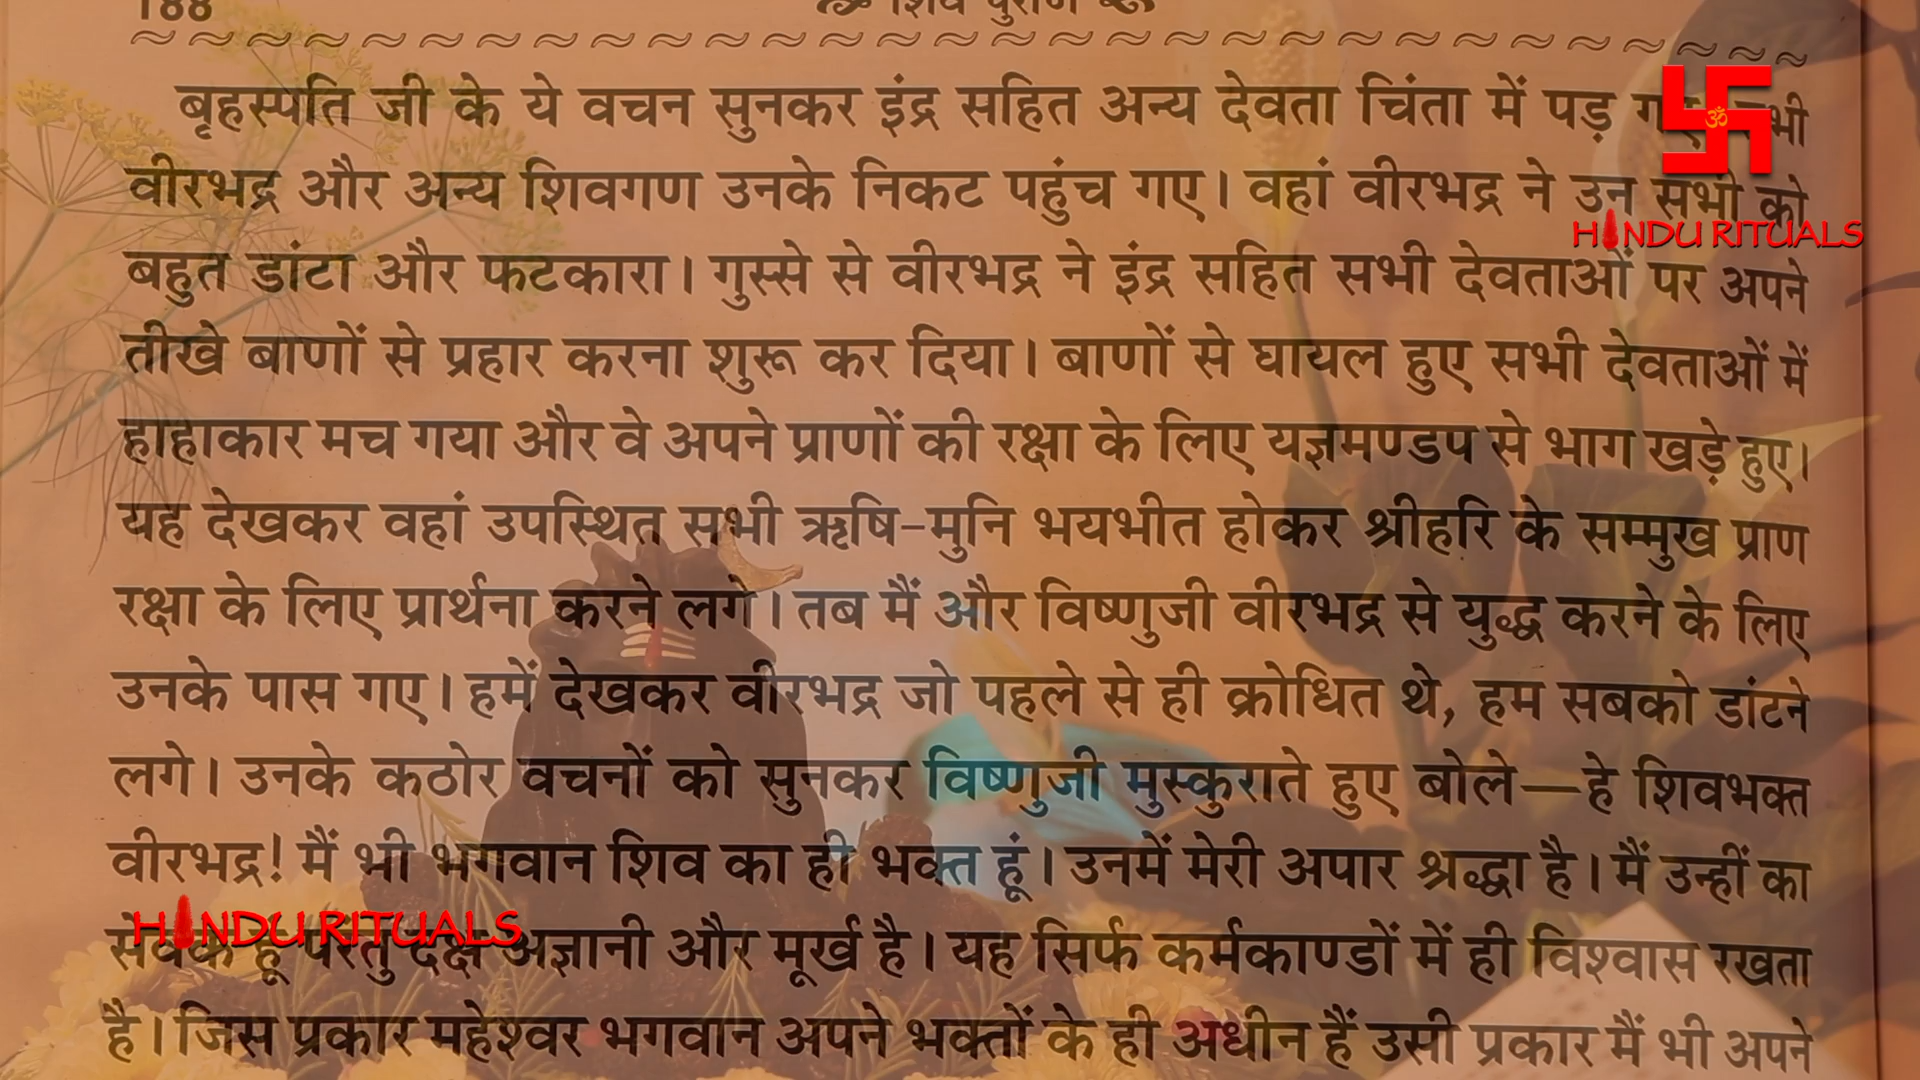 188
शिव पुराण
बृहस्पति जी के ये वचन सुनकर इंद्र सहित अन्य देवता चिंता में पड़
वीरभद्र और अन्य शिवगण उनके निकट पहुंच गए। वहां वीरभद्र ने उन सभी को
बहुत डांटा और फटकारा। गुस्से से वीरभद्र ने इंद्र सहित सभी देवताओं पर अपने
तीखे बाणों से प्रहार करना शुरू कर दिया। बाणों से घायल हुए सभी देवताओं में
हाहाकार मच गया और वे अपने प्राणों की रक्षा के लिए यज्ञमण्डप से भाग खड़े हुए।
यह देखकर वहां उपस्थित सभी ऋषि-मुनि भयभीत होकर श्रीहरि के सम्मुख प्राण
रक्षा के लिए प्रार्थना करने लगे। तब मैं और विष्णुजी वीरभद्र से युद्ध करने के लिए
उनके पास गए। हमें देखकर वीरभद्र जो पहले से ही क्रोधित थे, हम सबको डांटने
लगे। उनके कठोर वचनों को सुनकर विष्णुजी मुस्कुराते हुए बोले—हे शिवभक्त
वीरभद्र! मैं भी भगवान शिव का ही भक्त हूं। उनमें मेरी अपार श्रद्धा है। मैं उन्हीं का
सेवक हूं परंतु दक्ष अज्ञानी और मूर्ख है। यह सिर्फ कर्मकाण्डों में ही विश्वास रखता
है। जिस प्रकार महेश्वर भगवान अपने भक्तों के ही अधीन हैं उसी प्रकार मैं भी अपने
ॐ
HINDU RITUALS
HINDU RITUALS